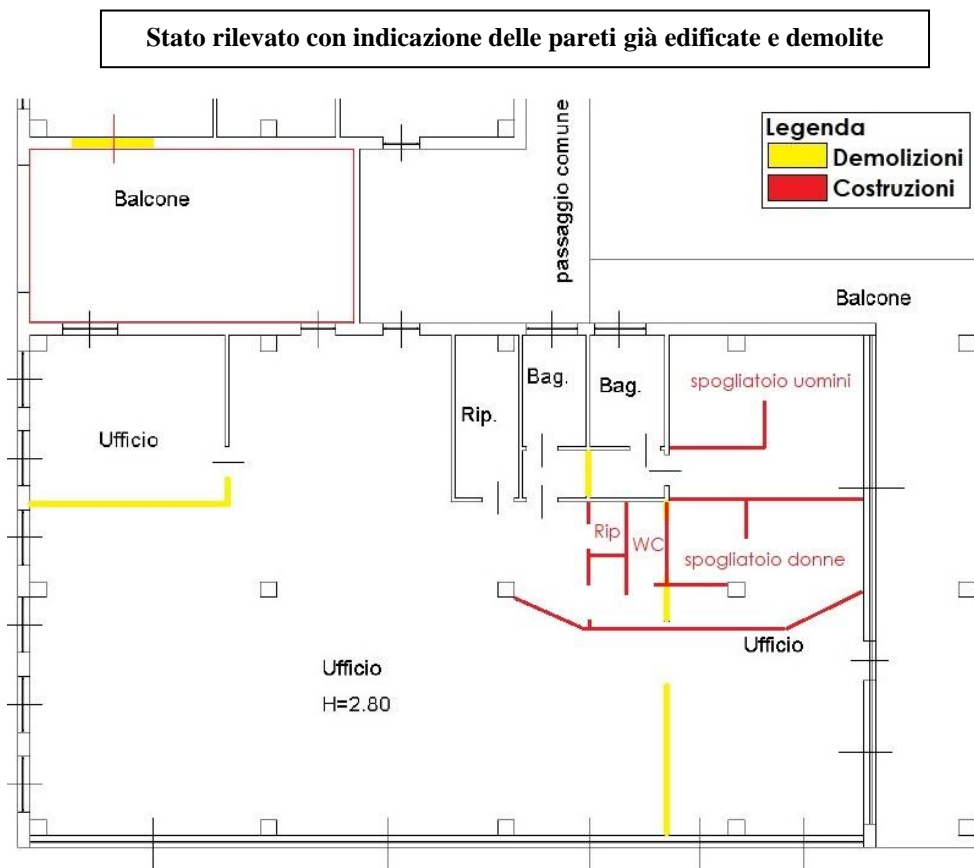 Stato rilevato con indicazione delle pareti già edificate e demolite
passaggio comune
Legenda
Demolizioni
Costruzioni
Balcone
Balcone
Bag.
Bag.
spogliatoio uomini
Rip.
Ufficio
Rip
WC
spogliatoio donne
Ufficio
Ufficio
H=2.80